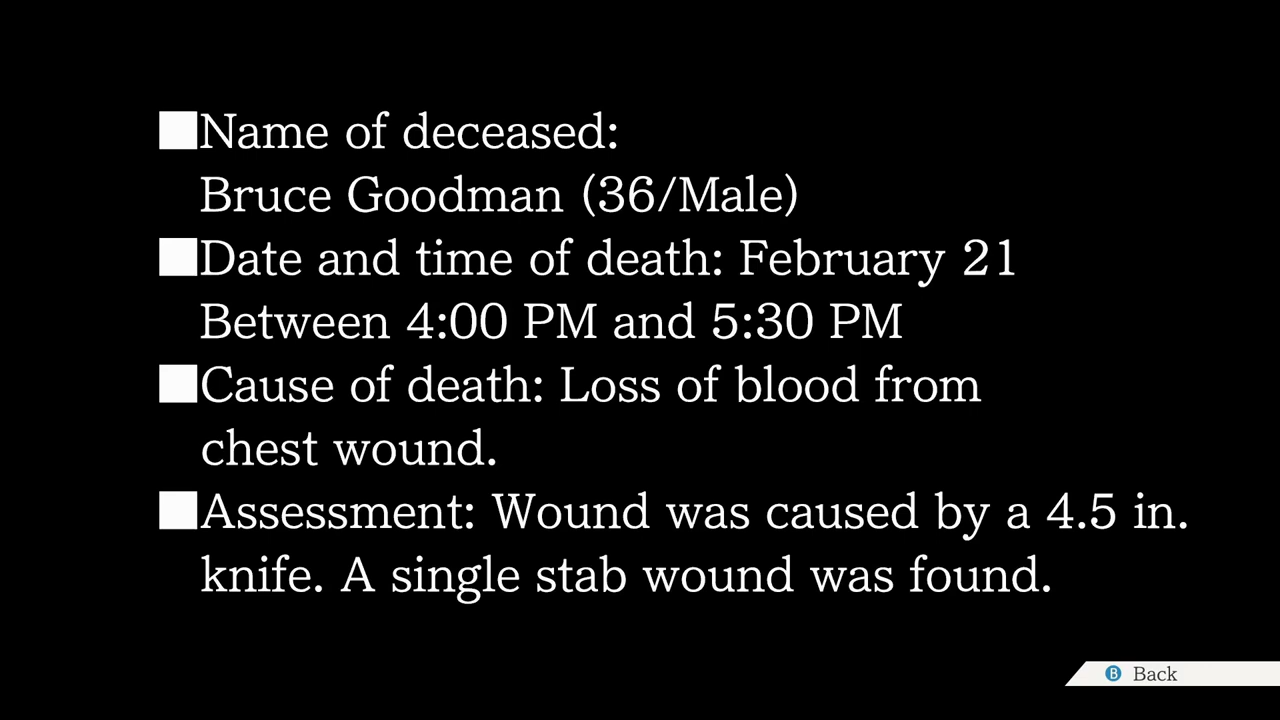 ■Name of deceased:
Bruce Goodman (36/Male)
■Date and time of death: February 21
Between 4:00 PM and 5:30 PM
■Cause of death: Loss of blood from
chest wound.
■Assessment: Wound was caused by a 4.5 in.
knife. A single stab wound was found.
B Back